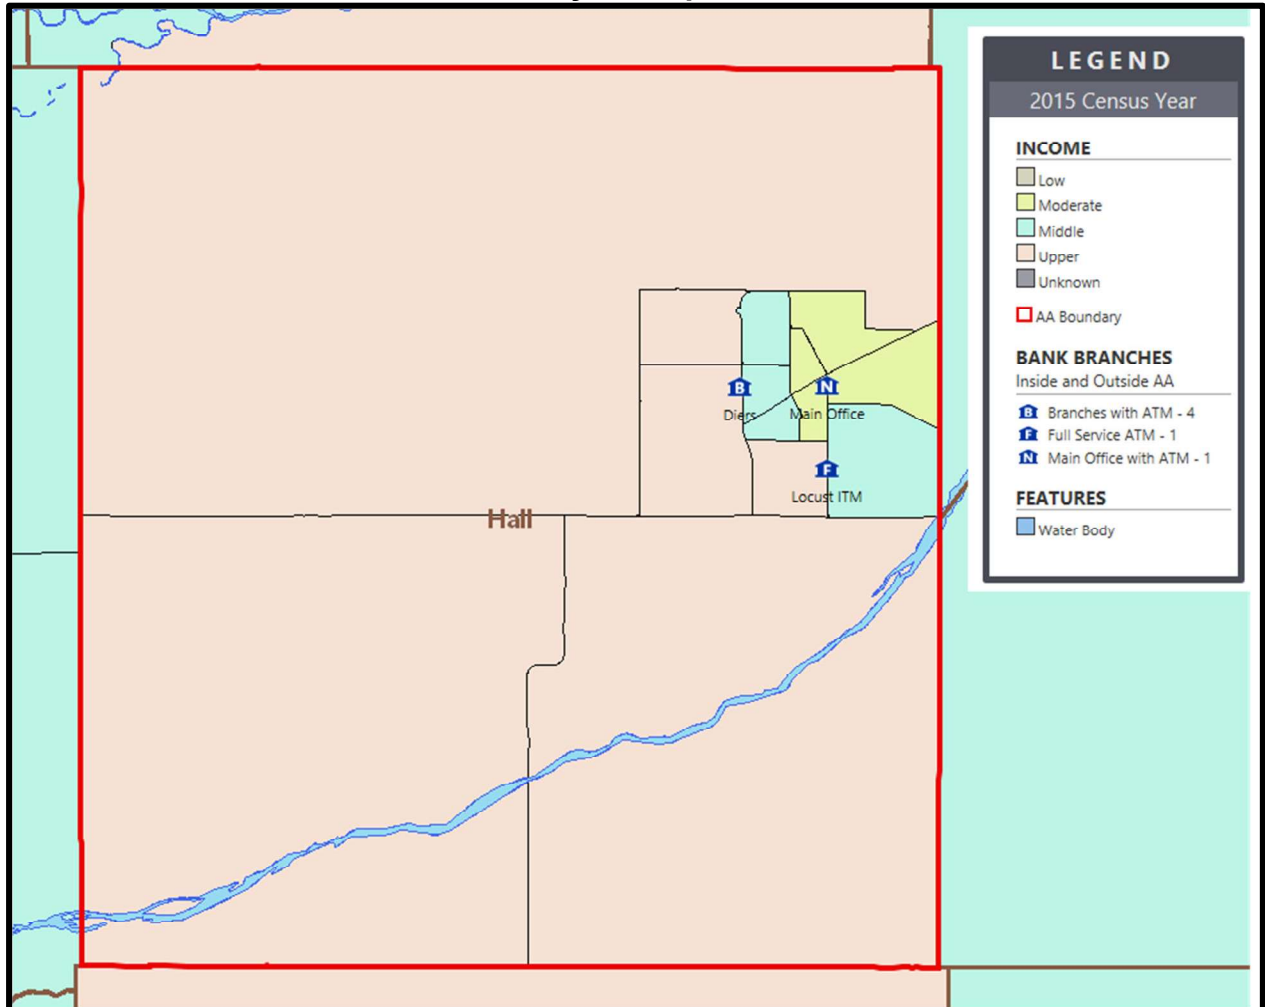 LEGEND
2015 Census Year
INCOME
Low
Moderate
Middle
Upper
Unknown
AA Boundary
BANK BRANCHES
Inside and Outside AA
B Branches with ATM - 4
F Full Service ATM - 1
N Main Office with ATM - 1
FEATURES
Water Body
B
N
Diers
Main Office
F
Locust ITM
Hall